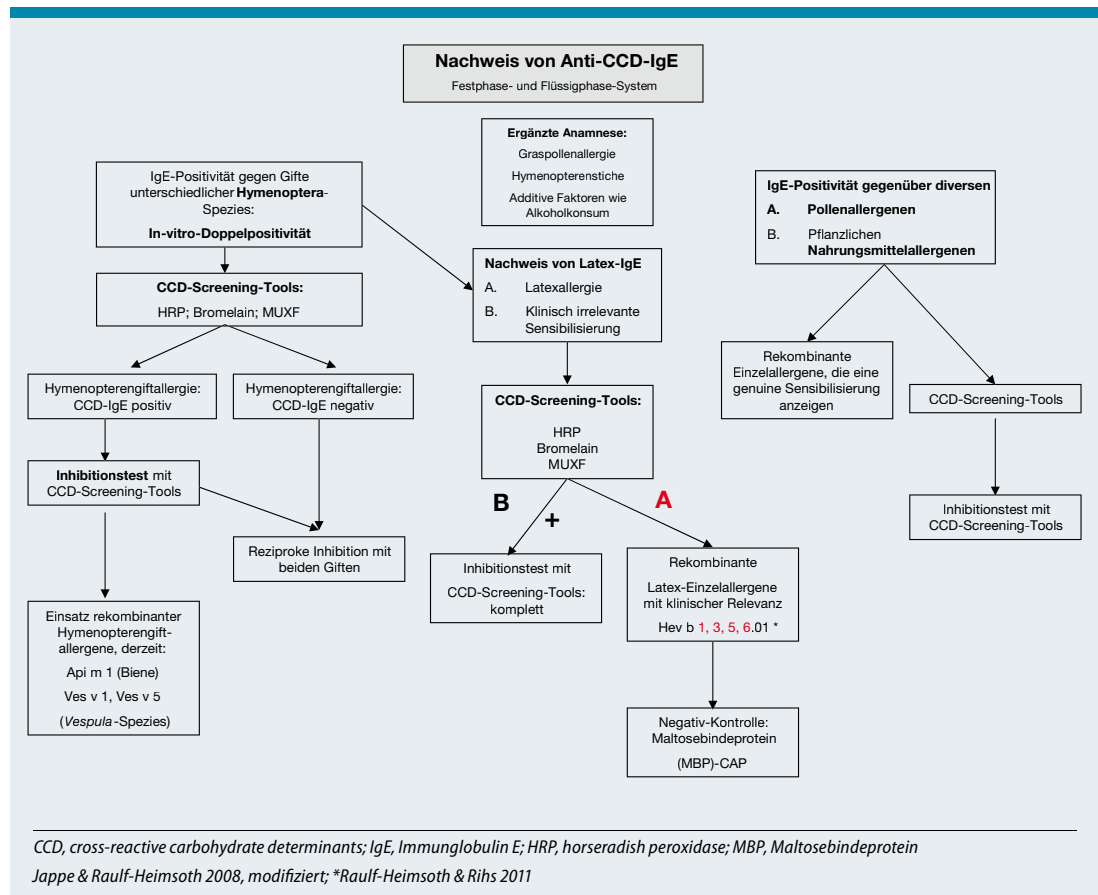 Nachweis von Anti-CCD-IgE
Festphase- und Flüssigphase-System
Ergänzte Anamnese:
Graspollenallergie
Hymenopterenstiche
Additive Faktoren wie
Alkoholkonsum
IgE-Positivität gegen Gifte
unterschiedlicher Hymenoptera-
Spezies:
In-vitro-Doppelpositivität
CCD-Screening-Tools:
HRP; Bromelain; MUXF
Hymenopterengiftallergie:
CCD-IgE positiv
Hymenopterengiftallergie:
CCD-IgE negativ
Inhibitionstest mit
CCD-Screening-Tools
Reziproke Inhibition mit
beiden Giften
Einsatz rekombinanter
Hymenopterengift-
allergene, derzeit:
Api m 1 (Biene)
Ves v 1, Ves v 5
(Vespula-Spezies)
Nachweis von Latex-IgE
A. Latexallergie
B. Klinisch irrelevante
Sensibilisierung
CCD-Screening-Tools:
HRP
Bromelain
MUXF
B
+
A
Inhibitionstest mit
CCD-Screening-Tools:
komplett
Rekombinante
Latex-Einzelallergene
mit klinischer Relevanz
Hev b 1, 3, 5, 6.01 *
Negativ-Kontrolle:
Maltosebindeprotein
(MBP)-CAP
IgE-Positivität gegenüber diversen
A. Pollenallergenen
B. Pflanzlichen
Nahrungsmittelallergenen
Rekombinante
Einzelallergene, die eine
genuine Sensibilisierung
anzeigen
CCD-Screening-Tools
Inhibitionstest mit
CCD-Screening-Tools
CCD, cross-reactive carbohydrate determinants; IgE, Immunglobulin E; HRP, horseradish peroxidase; MBP, Maltosebindeprotein
Jappe & Raulf-Heimsoth 2008, modifiziert; *Raulf-Heimsoth & Rihs 2011